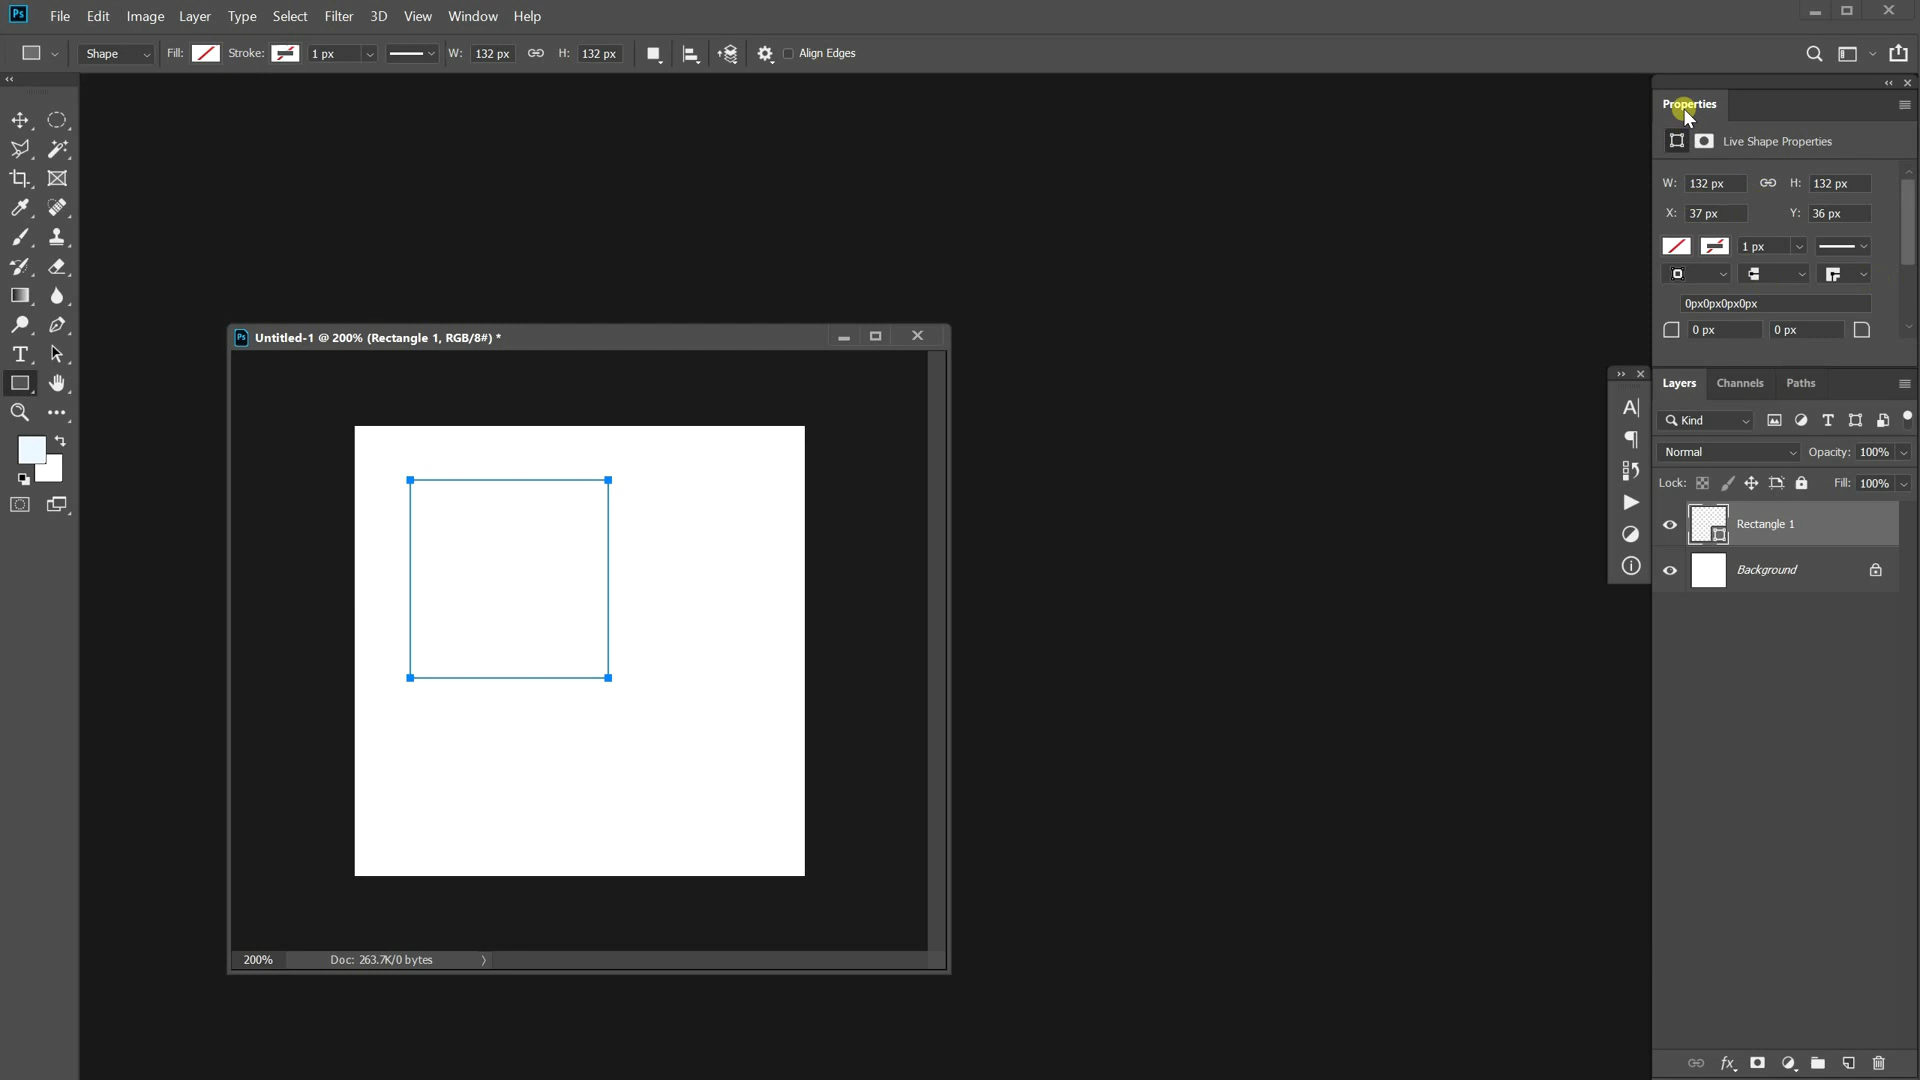 Ps File Edit Image Layer Type Select Filter 3D View Window Help
Shape Fill: Stroke: 1 px W: 132 px H: 132 px Align Edges
Properties
Live Shape Properties
W: 132 px H: 132 px
X: 37 px Y: 36 px
1 px
0px0px0px0px
0 px 0 px
Ps Untitled-1 @ 200% (Rectangle 1, RGB/8#) *
Layers Channels Paths
Kind
Normal Opacity: 100%
Lock: Fill: 100%
Rectangle 1
Background
200% Doc: 263.7K/0 bytes
fx